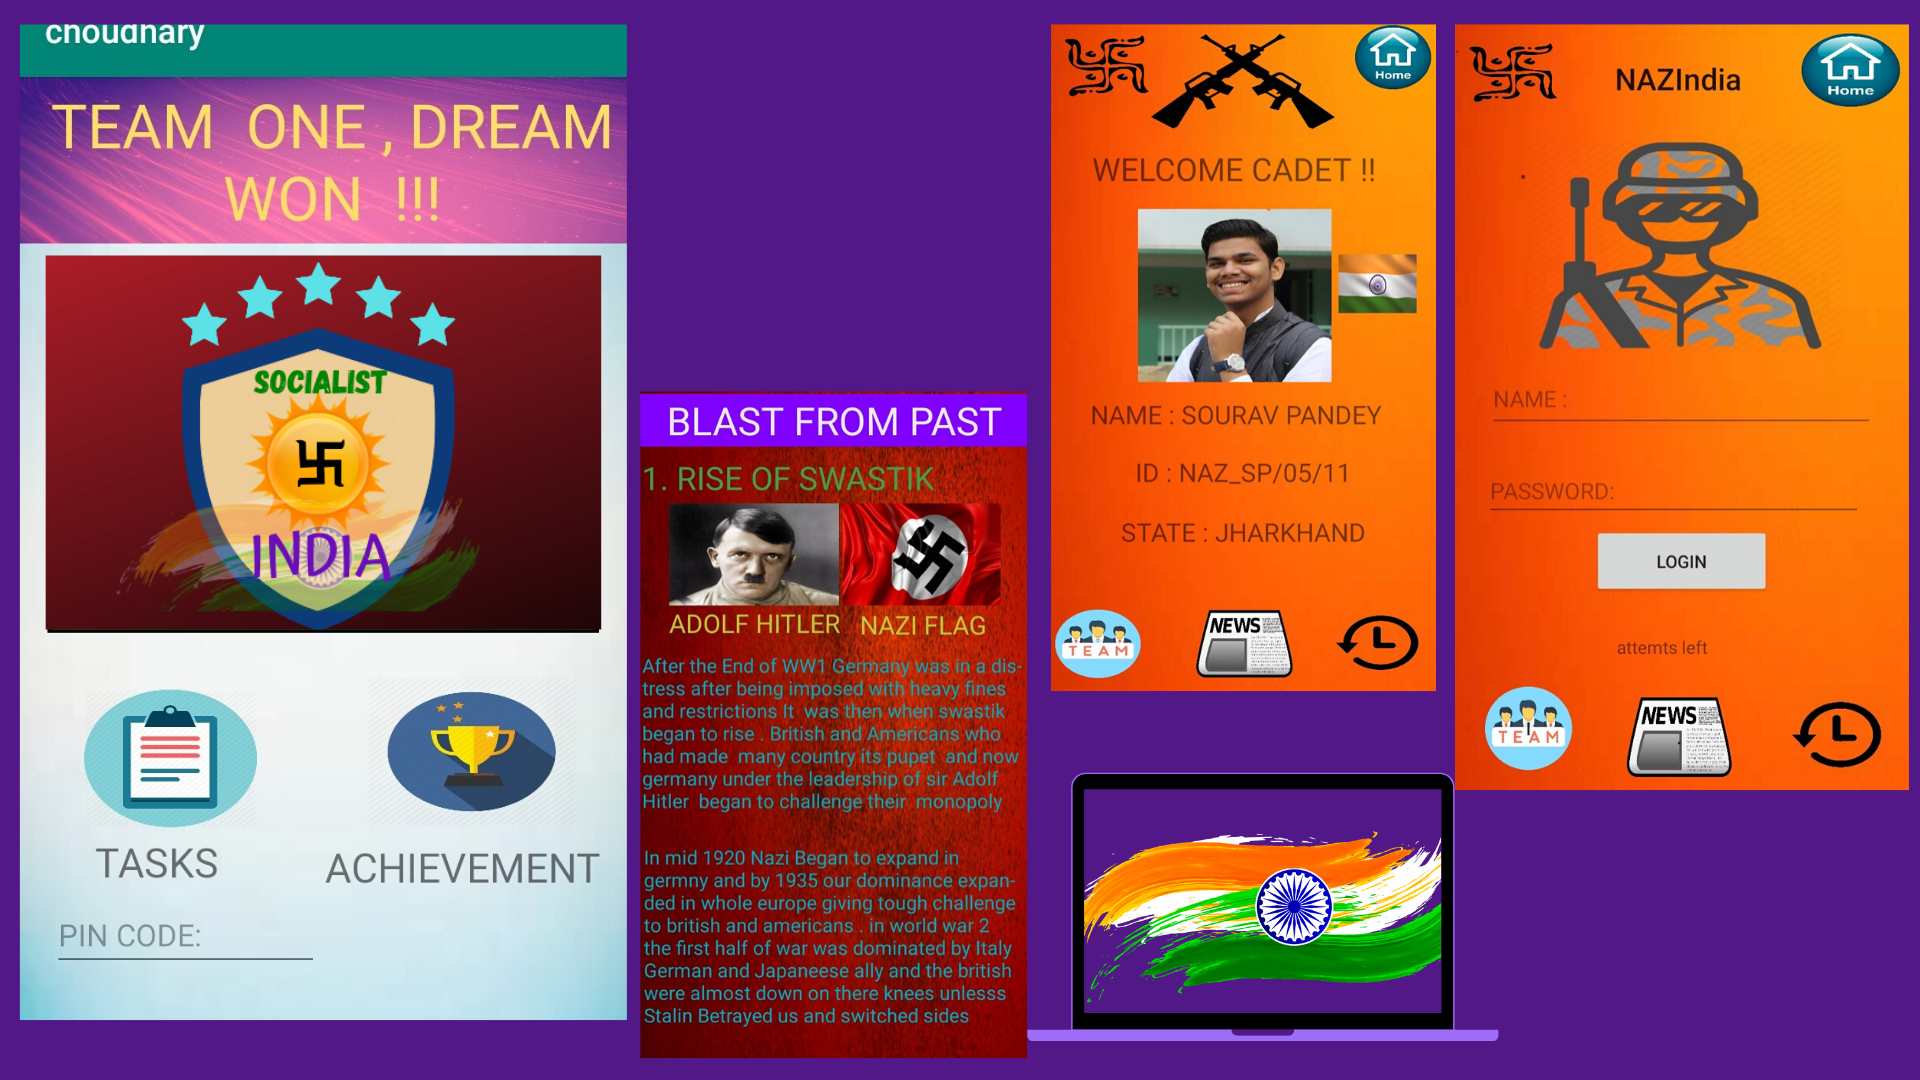 choudhary
TEAM ONE , DREAM
WON !!!
SOCIALIST
INDIA
TASKS
ACHIEVEMENT
PIN CODE:
BLAST FROM PAST
1. RISE OF SWASTIK
ADOLF HITLER NAZI FLAG
After the End of WW1 Germany was in a dis-
tress after being imposed with heavy fines
and restrictions It was then when swastik
began to rise . British and Americans who
had made many country its pupet and now
germany under the leadership of sir Adolf
Hitler began to challenge their monopoly
In mid 1920 Nazi Began to expand in
germny and by 1935 our dominance expan-
ded in whole europe giving tough challenge
to british and americans . in world war 2
the first half of war was dominated by Italy
German and Japaneese ally and the british
were almost down on there knees unlesss
Stalin Betrayed us and switched sides
Home
WELCOME CADET !!
NAME : SOURAV PANDEY
ID : NAZ_SP/05/11
STATE : JHARKHAND
TEAM
NEWS
NAZIndia
Home
NAME :
PASSWORD:
LOGIN
attemts left
TEAM
NEWS